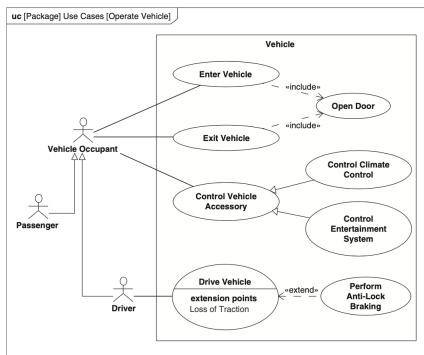 uc [Package] Use Cases [Operate Vehicle]
Vehicle
Enter Vehicle
«include»
Open Door
«include»
Exit Vehicle
Vehicle Occupant
Control Climate
Control
Control Vehicle
Accessory
Passenger
Control
Entertainment
System
Drive Vehicle
extension points
Loss of Traction
«extend»
Perform
Anti-Lock
Braking
Driver